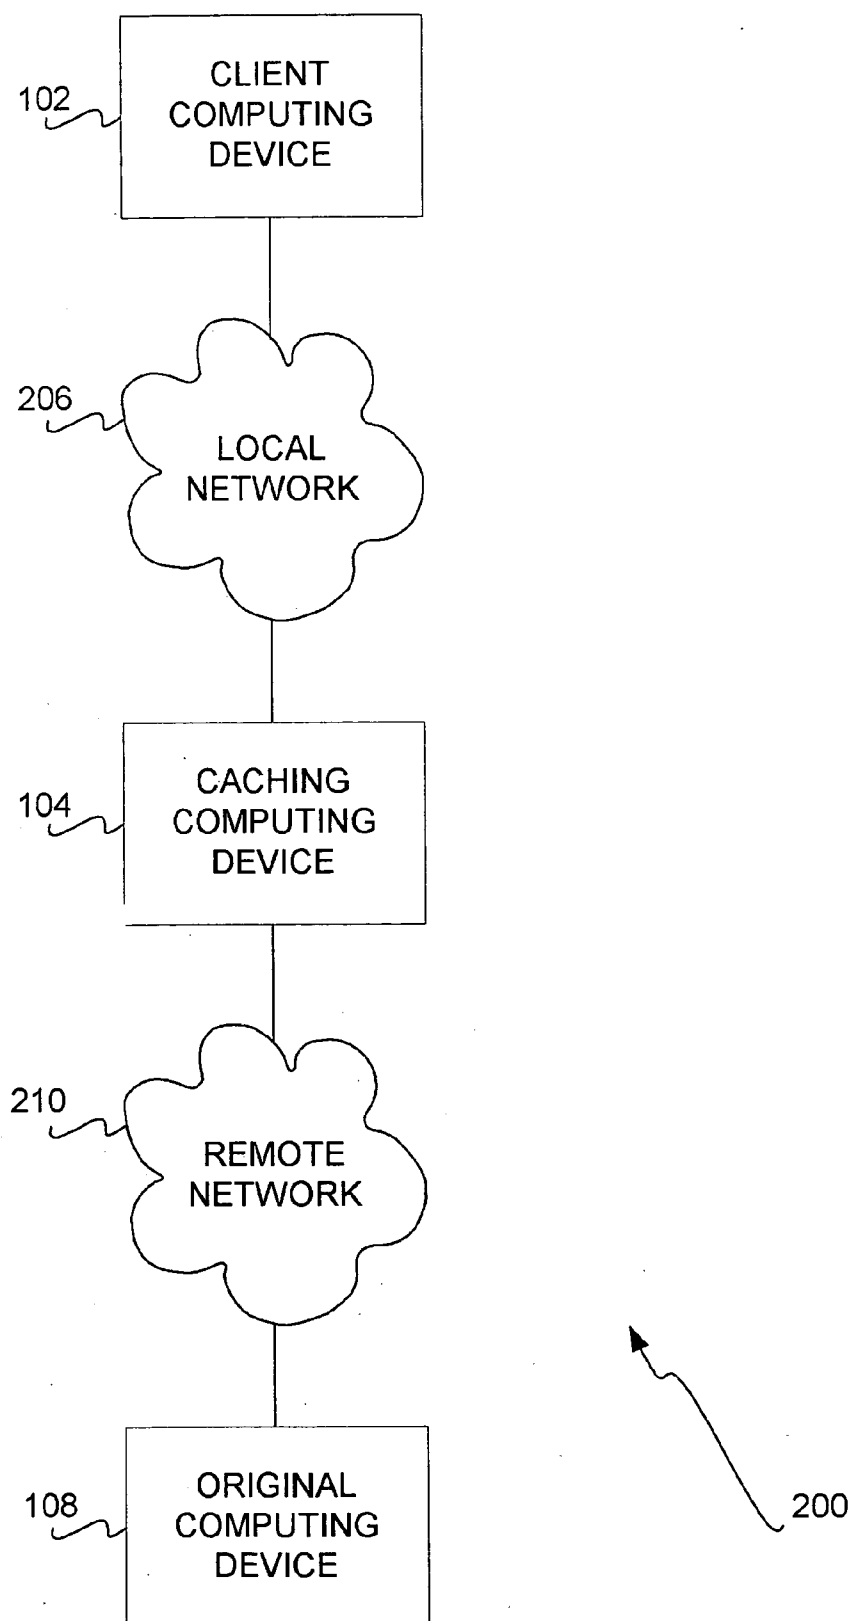 102
CLIENT
COMPUTING
DEVICE
206
LOCAL
NETWORK
104
CACHING
COMPUTING
DEVICE
210
REMOTE
NETWORK
108
ORIGINAL
COMPUTING
DEVICE
200